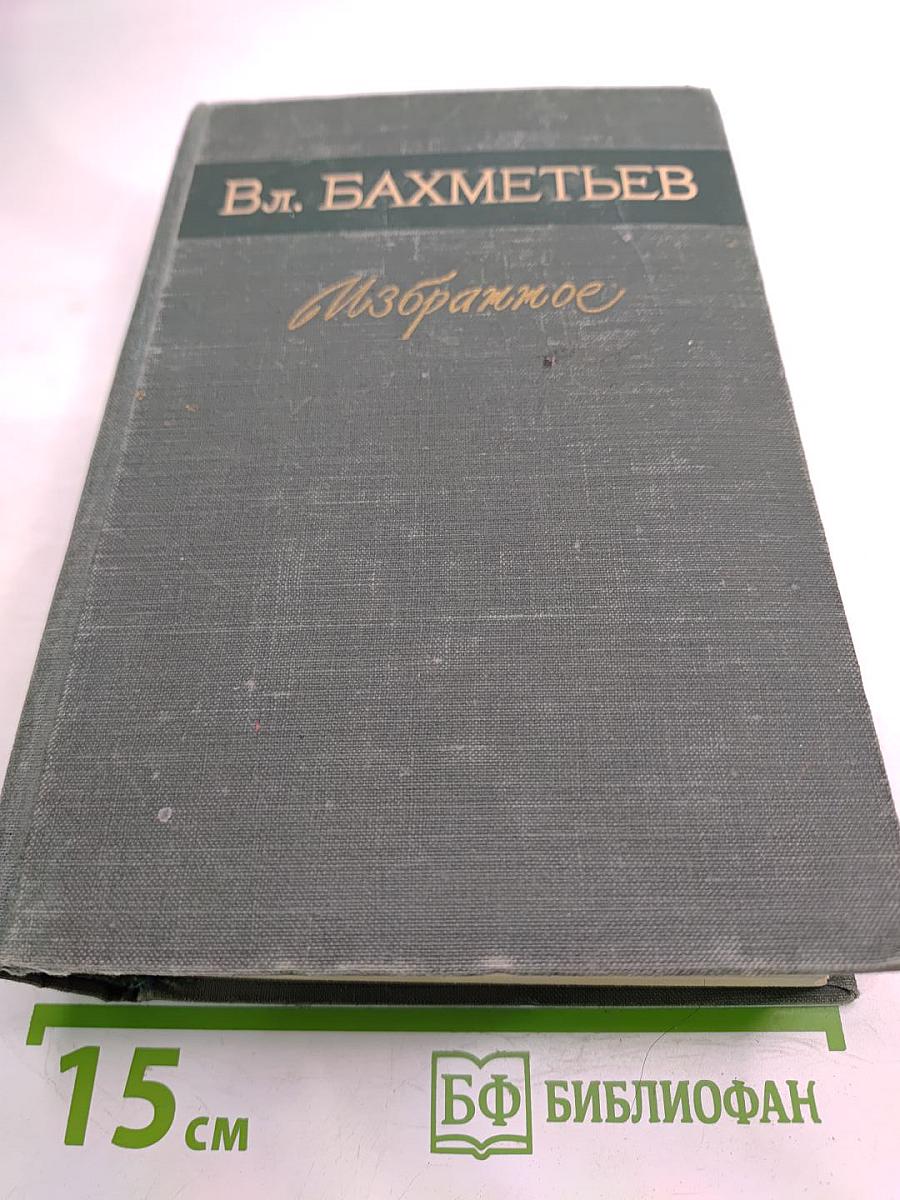 Вл. БАХМЕТЬЕВ
Избранное
15 см
БФ БИБЛИОФАН